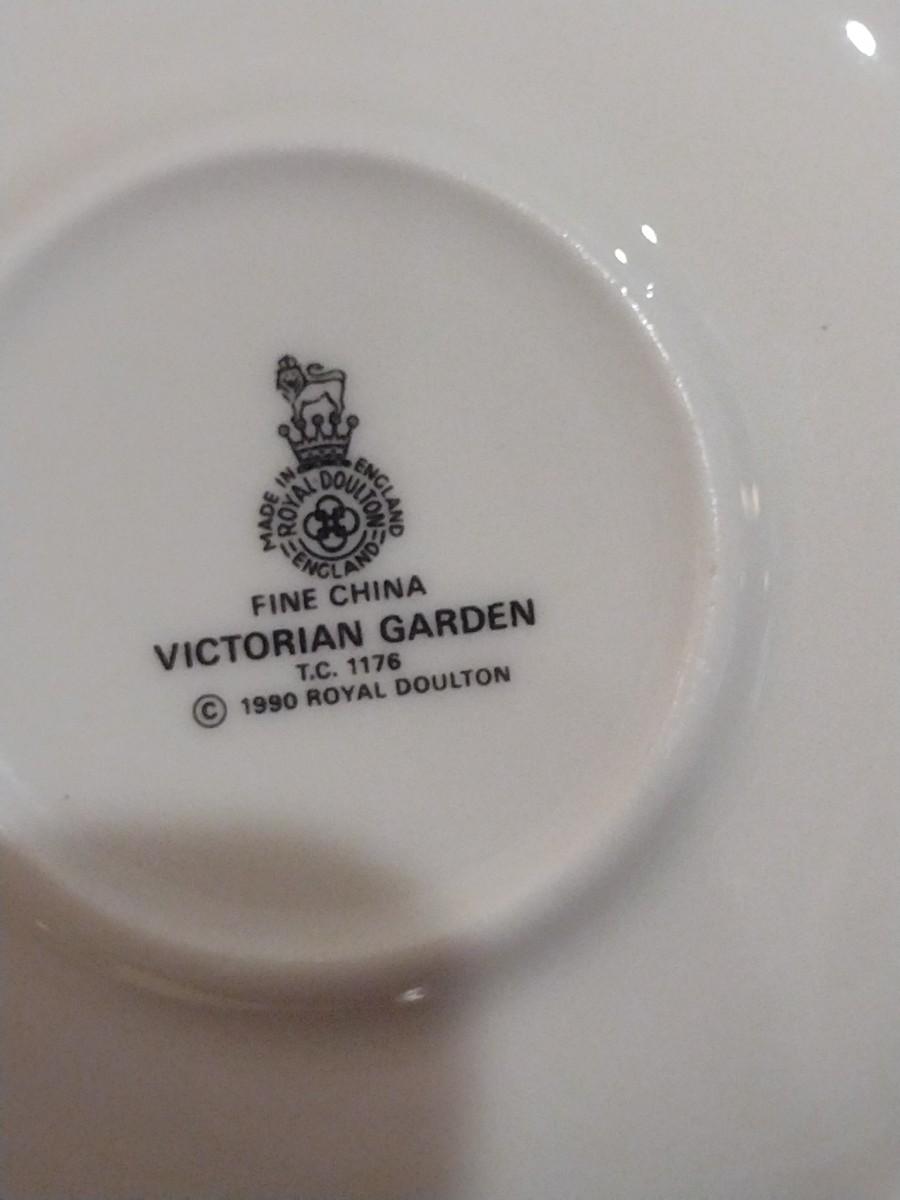 MADE IN ENGLAND
ROYAL DOULTON
ENGLAND
FINE CHINA
VICTORIAN GARDEN
T.C. 1176
© 1990 ROYAL DOULTON